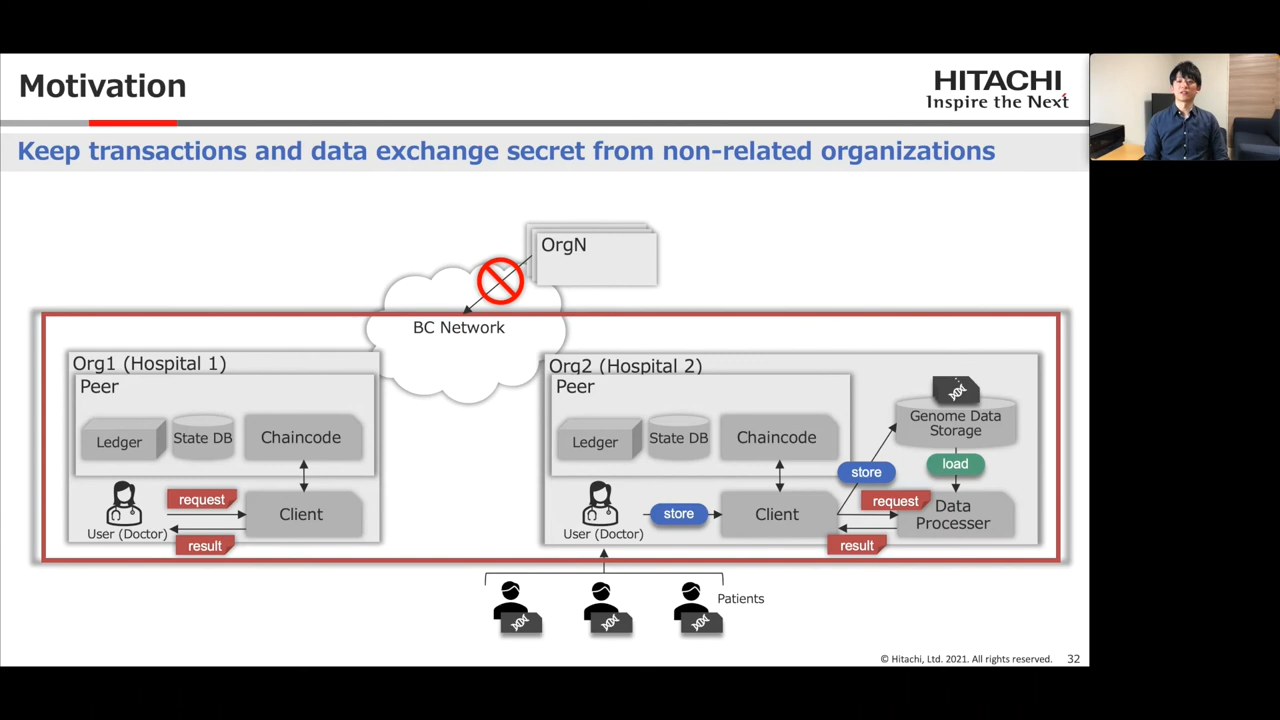 Motivation
HITACHI
Inspire the Next
Keep transactions and data exchange secret from non-related organizations
OrgN
BC Network
Org1 (Hospital 1)
Peer
Ledger
State DB
Chaincode
request
User (Doctor)
Client
result
Org2 (Hospital 2)
Peer
Ledger
State DB
Chaincode
Genome Data
Storage
store
load
User (Doctor)
store
Client
request
Data
Processer
result
Patients
© Hitachi, Ltd. 2021. All rights reserved.
32